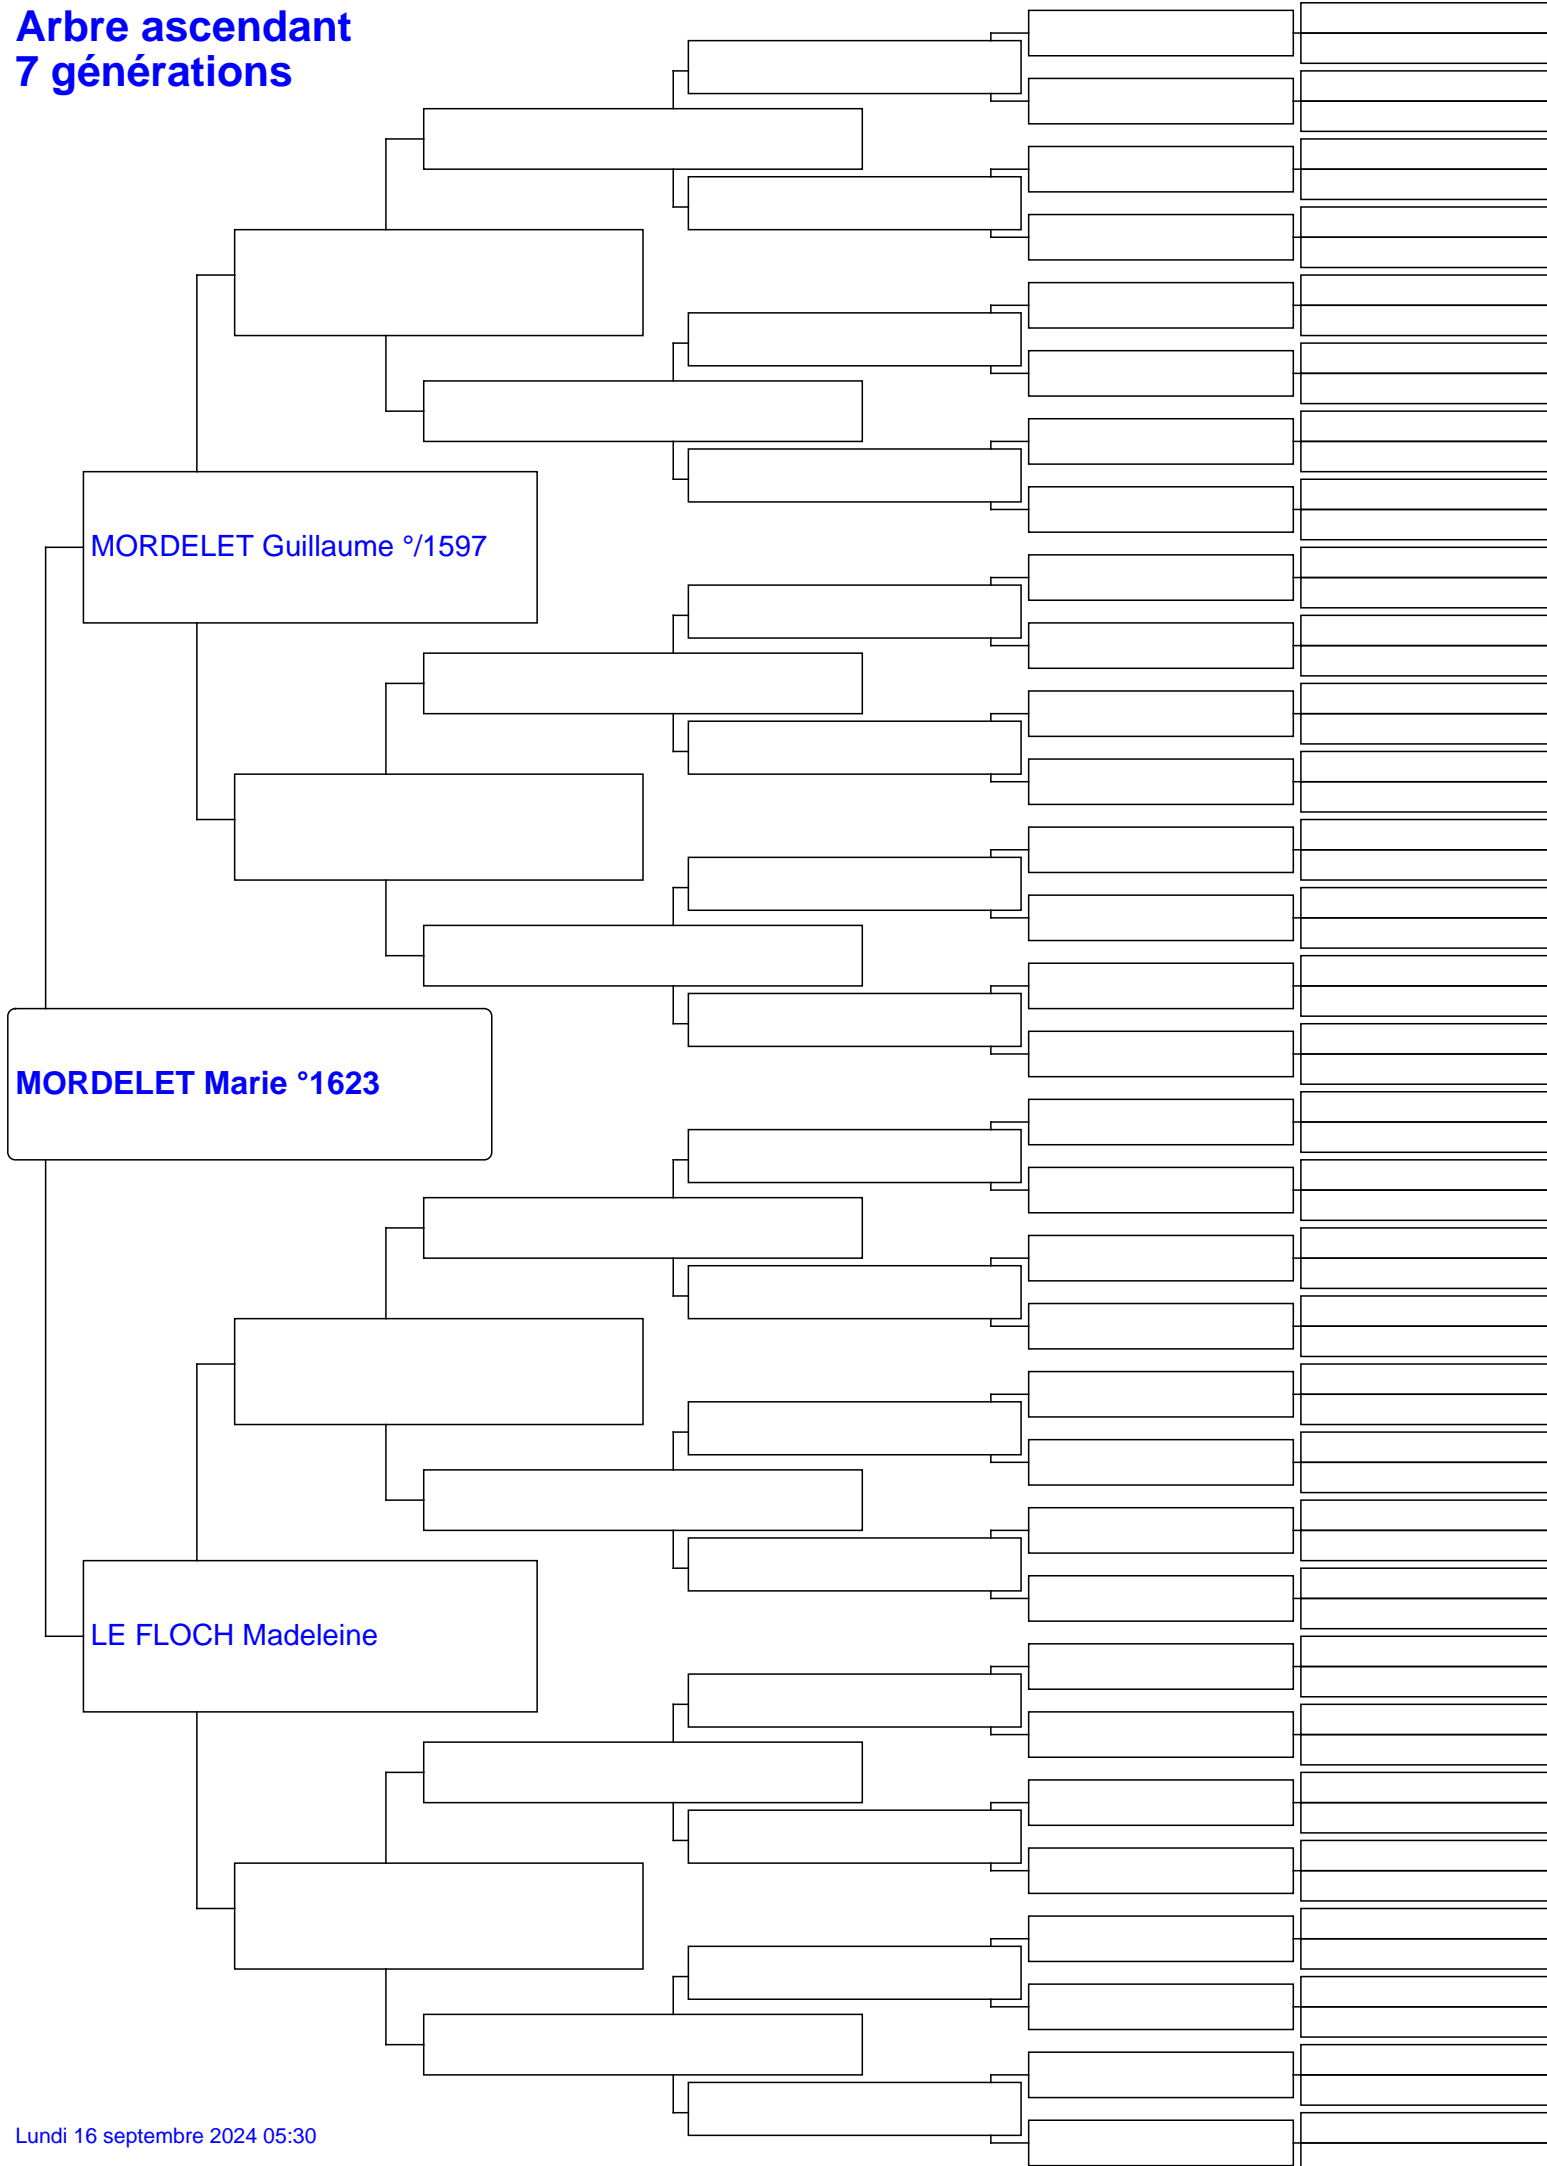 Arbre ascendant
7 générations
MORDELET Guillaume °/1597
MORDELET Marie °1623
LE FLOCH Madeleine
Lundi 16 septembre 2024 05:30